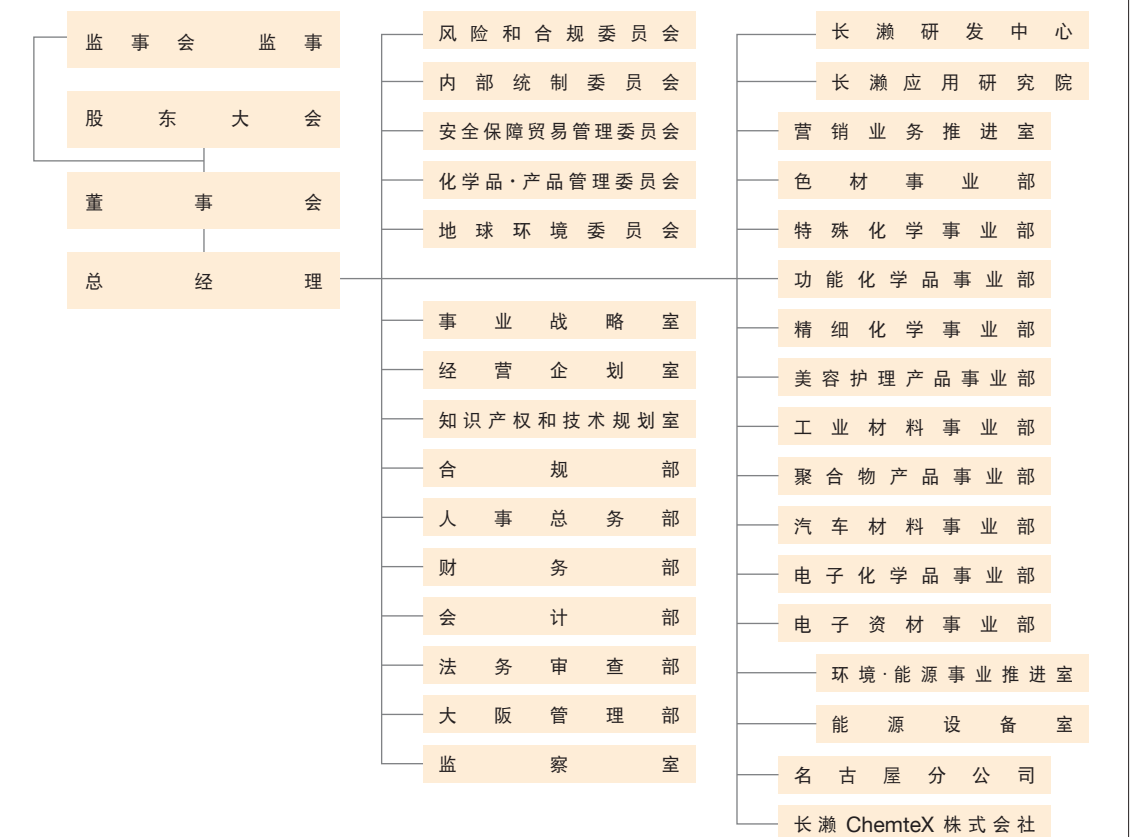 监事会 监事
股东大会
董事会
总经理
风险和合规委员会
内部统制委员会
安全保障贸易管理委员会
化学品·产品管理委员会
地球环境委员会
事业战略室
经营企划室
知识产权和技术规划室
合规部
人事总务部
财务部
会计部
法务审查部
大阪管理部
监察室
长濑研发中心
长濑应用研究院
营销业务推进室
色材事业部
特殊化学事业部
功能化学品事业部
精细化学事业部
美容护理产品事业部
工业材料事业部
聚合物产品事业部
汽车材料事业部
电子化学品事业部
电子资材事业部
环境·能源事业推进室
能源设备室
名古屋分公司
长濑 ChemteX 株式会社